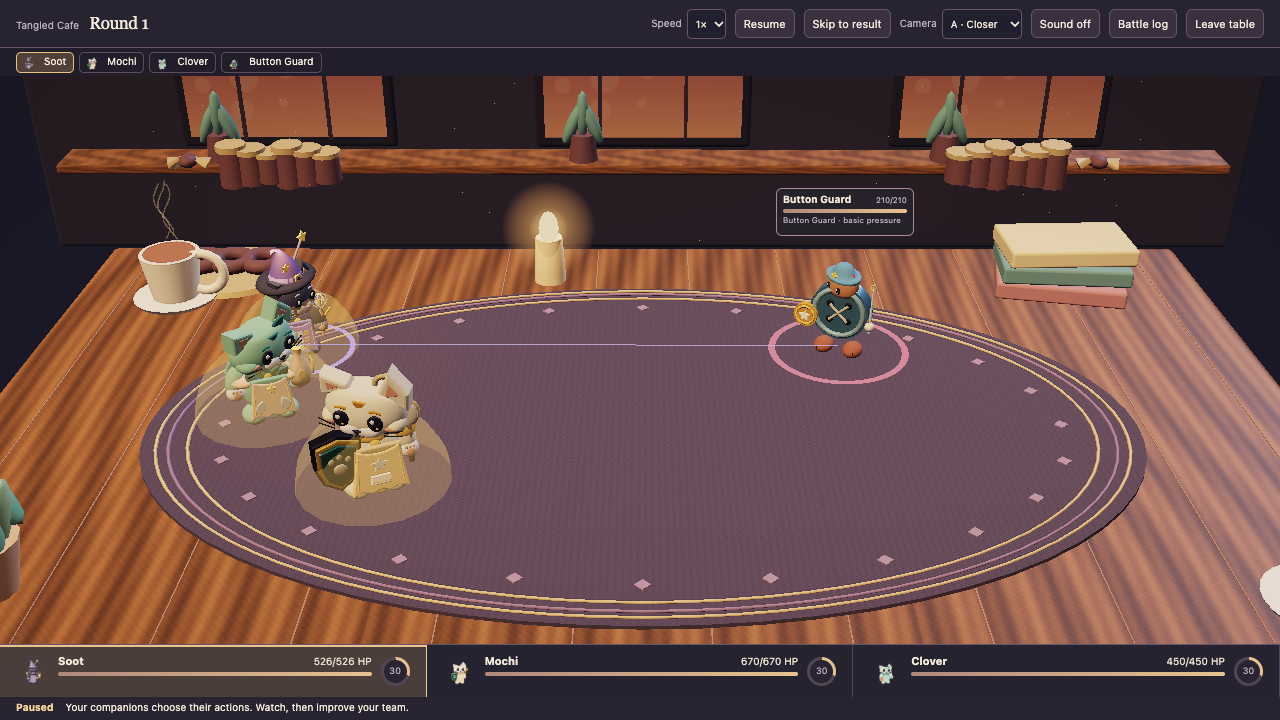 Tangled Cafe Round 1 Speed 1x Resume Skip to result Camera A · Closer Sound off Battle log Leave table
Soot Mochi Clover Button Guard
Button Guard 210/210
Button Guard · basic pressure
Soot 526/526 HP 30 Mochi 670/670 HP 30 Clover 450/450 HP 30
Paused Your companions choose their actions. Watch, then improve your team.